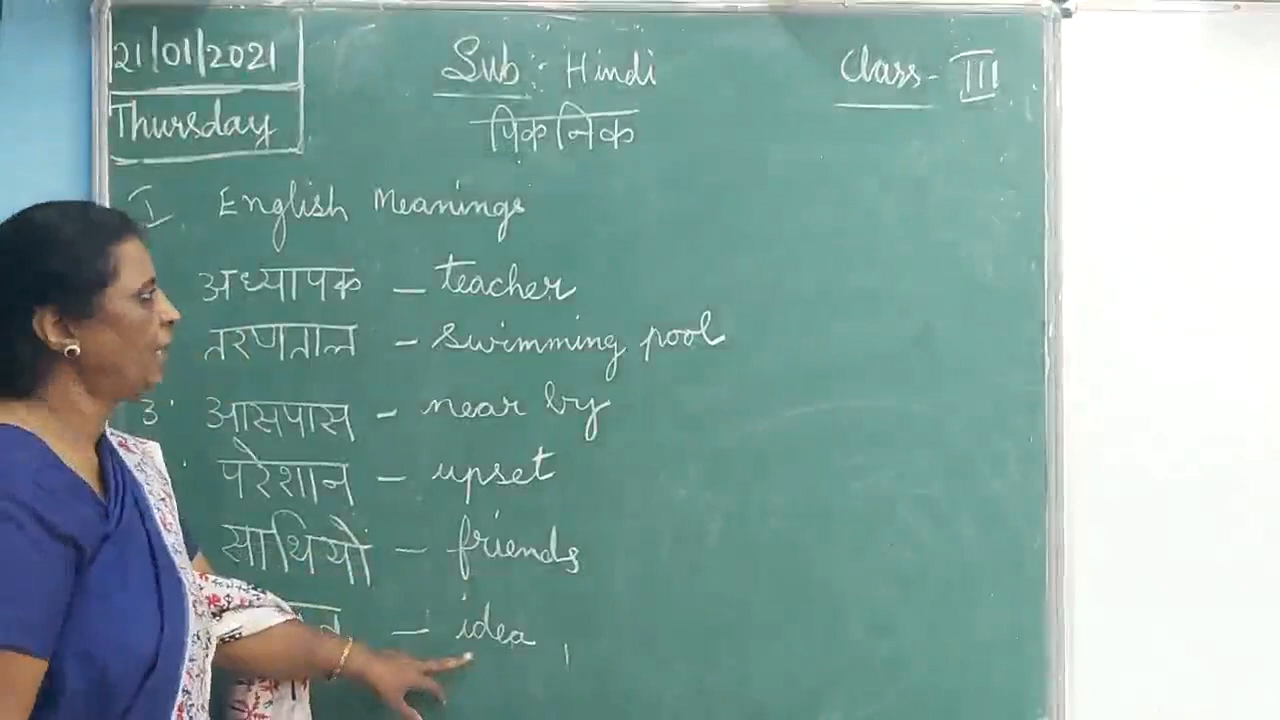 21/01/2021
Thursday
Sub: Hindi
Class - III
पिकनिक
I English Meanings
अध्यापक - teacher
तरणताल - swimming pool
3. आसपास - near by
परेशान - upset
साथियों - friends
- idea